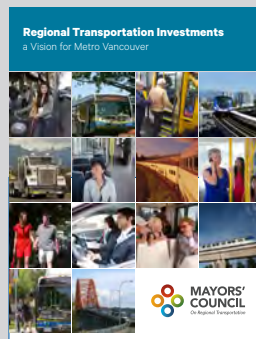 Regional Transportation Investments
a Vision for Metro Vancouver
MAYORS'
COUNCIL
On Regional Transportation